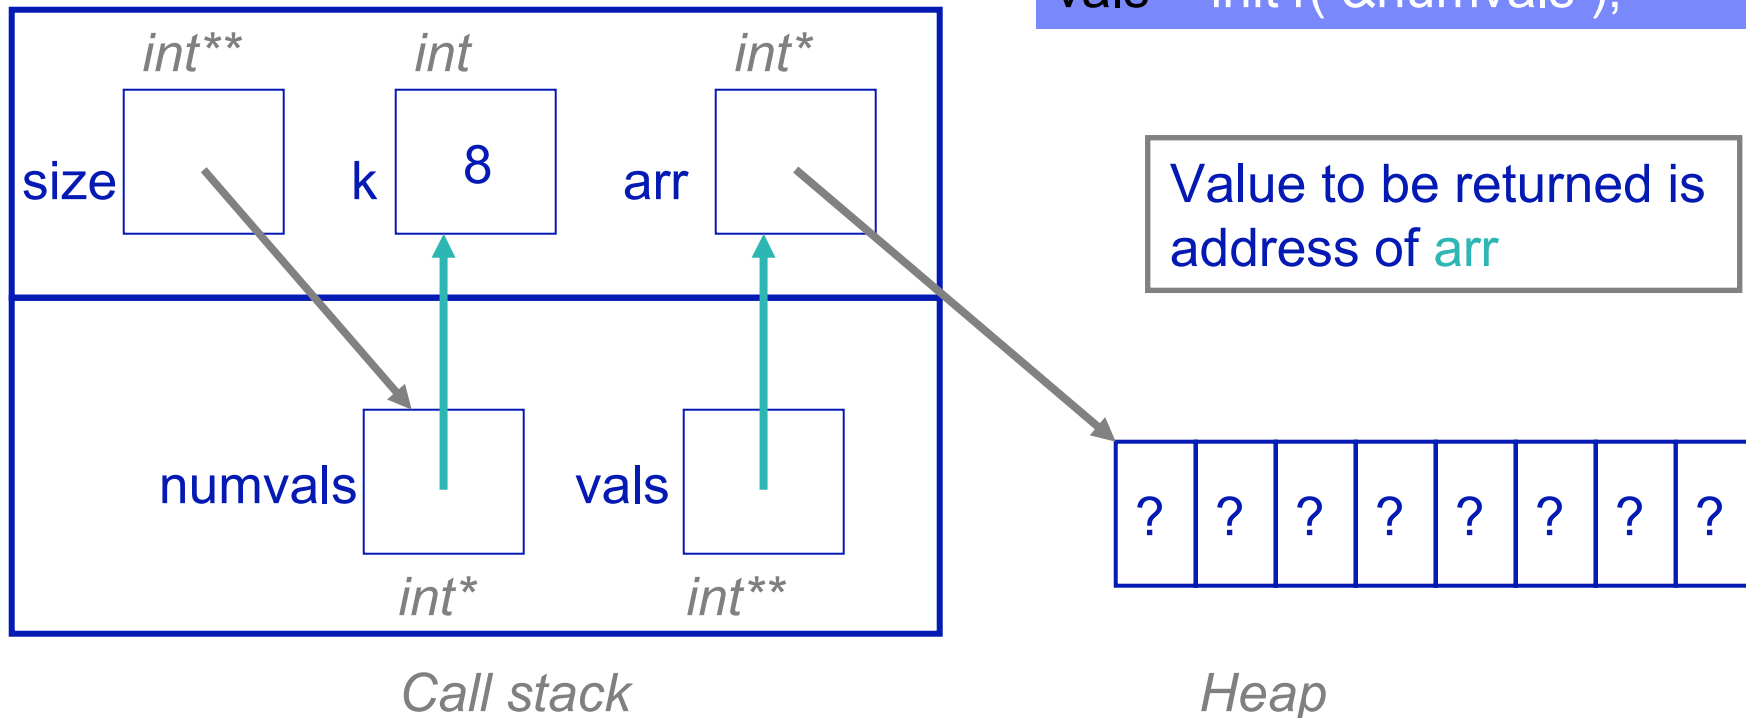 int** int int*
size k 8 arr
Value to be returned is
address of arr
numvals vals
? ? ? ? ? ? ? ?
int* int**
Call stack Heap